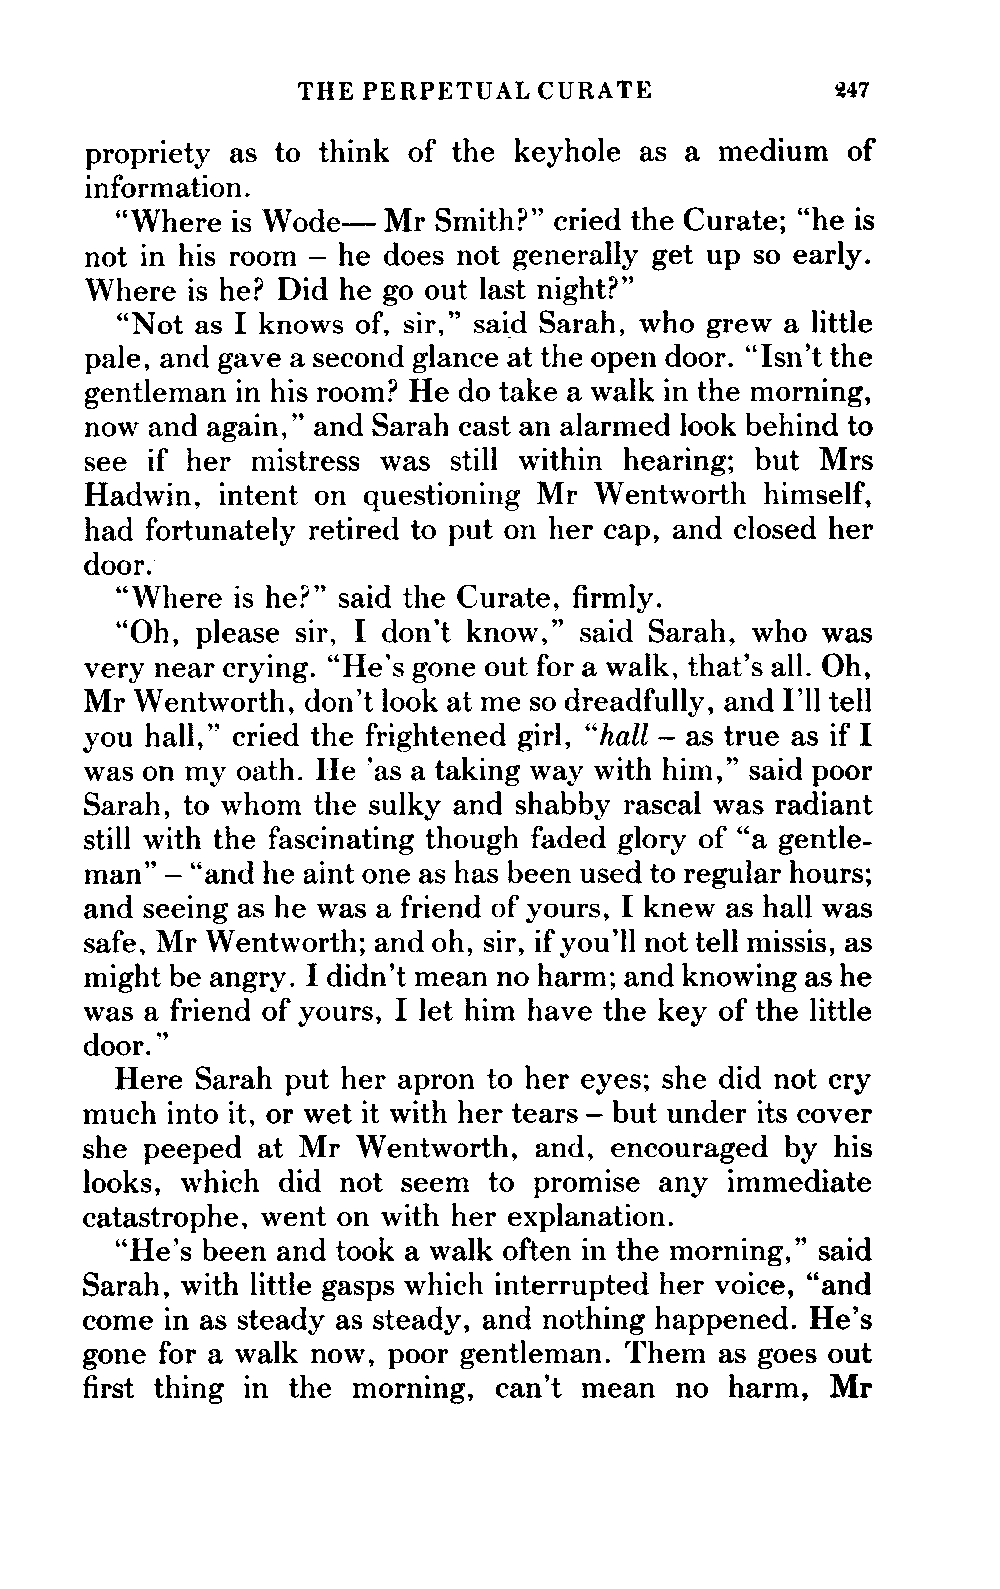 THE PERPETUAL CURATE 247
propriety as to think of the keyhole as a medium of
information.
“Where is Wode— Mr Smith?” cried the Curate; “he is
not in his room – he does not generally get up so early.
Where is he? Did he go out last night?”
“Not as I knows of, sir,” said Sarah, who grew a little
pale, and gave a second glance at the open door. “Isn’t the
gentleman in his room? He do take a walk in the morning,
now and again,” and Sarah cast an alarmed look behind to
see if her mistress was still within hearing; but Mrs
Hadwin, intent on questioning Mr Wentworth himself,
had fortunately retired to put on her cap, and closed her
door.
“Where is he?” said the Curate, firmly.
“Oh, please sir, I don’t know,” said Sarah, who was
very near crying. “He’s gone out for a walk, that’s all. Oh,
Mr Wentworth, don’t look at me so dreadfully, and I’ll tell
you hall,” cried the frightened girl, “hall – as true as if I
was on my oath. He ’as a taking way with him,” said poor
Sarah, to whom the sulky and shabby rascal was radiant
still with the fascinating though faded glory of “a gentle-
man” – “and he aint one as has been used to regular hours;
and seeing as he was a friend of yours, I knew as hall was
safe, Mr Wentworth; and oh, sir, if you’ll not tell missis, as
might be angry. I didn’t mean no harm; and knowing as he
was a friend of yours, I let him have the key of the little
door.”
Here Sarah put her apron to her eyes; she did not cry
much into it, or wet it with her tears – but under its cover
she peeped at Mr Wentworth, and, encouraged by his
looks, which did not seem to promise any immediate
catastrophe, went on with her explanation.
“He’s been and took a walk often in the morning,” said
Sarah, with little gasps which interrupted her voice, “and
come in as steady as steady, and nothing happened. He’s
gone for a walk now, poor gentleman. Them as goes out
first thing in the morning, can’t mean no harm, Mr